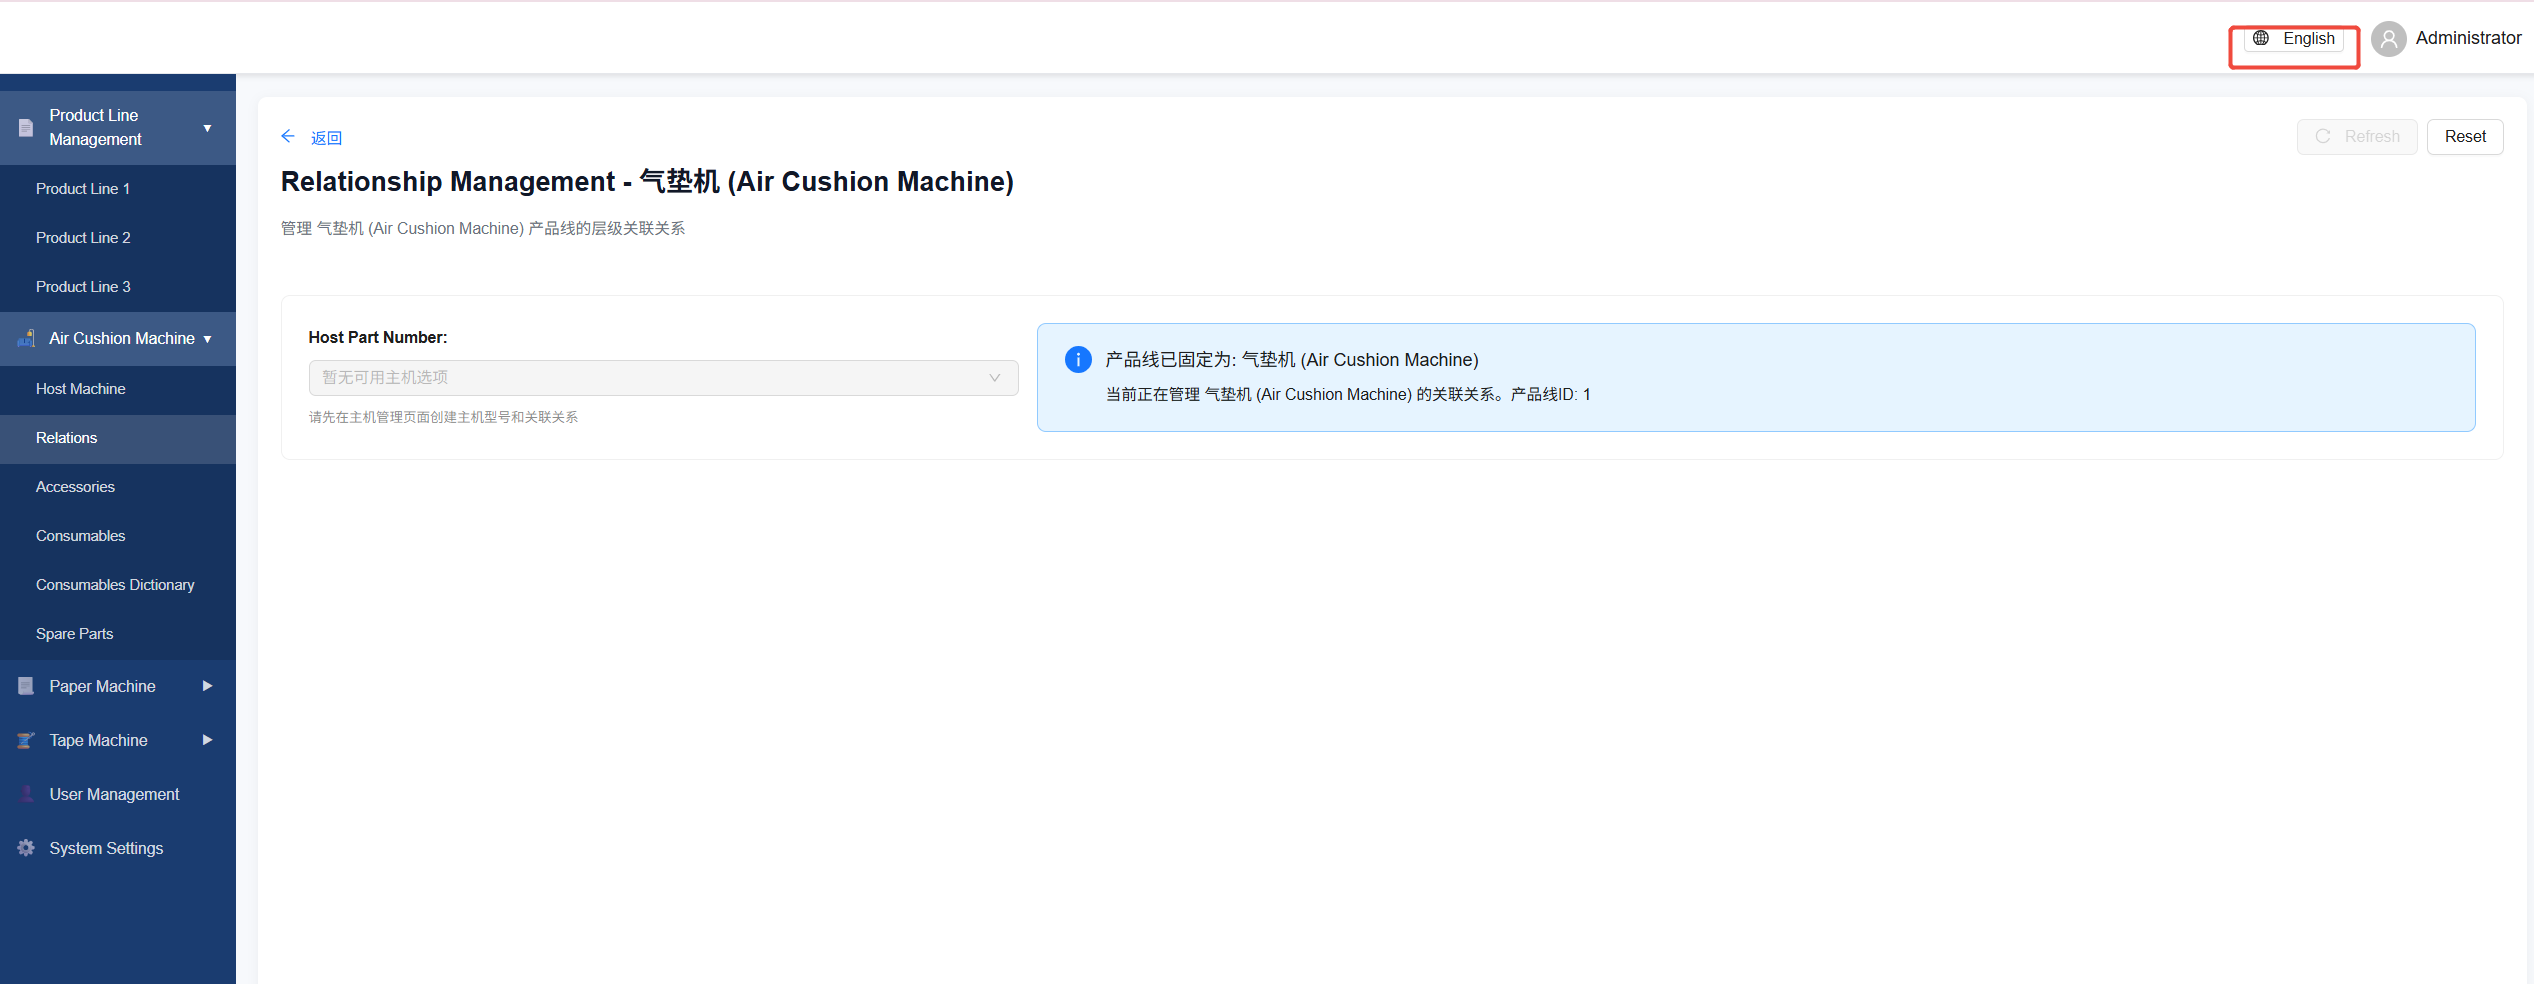 English
Administrator
Product Line
Management
▼
Product Line 1
Product Line 2
Product Line 3
Air Cushion Machine ▼
Host Machine
Relations
Accessories
Consumables
Consumables Dictionary
Spare Parts
Paper Machine ▶
Tape Machine ▶
User Management
System Settings
← 返回
Refresh
Reset
Relationship Management - 气垫机 (Air Cushion Machine)
管理 气垫机 (Air Cushion Machine) 产品线的层级关联关系
Host Part Number:
暂无可用主机选项
请先在主机管理页面创建主机型号和关联关系
产品线已固定为: 气垫机 (Air Cushion Machine)
当前正在管理 气垫机 (Air Cushion Machine) 的关联关系。产品线ID: 1